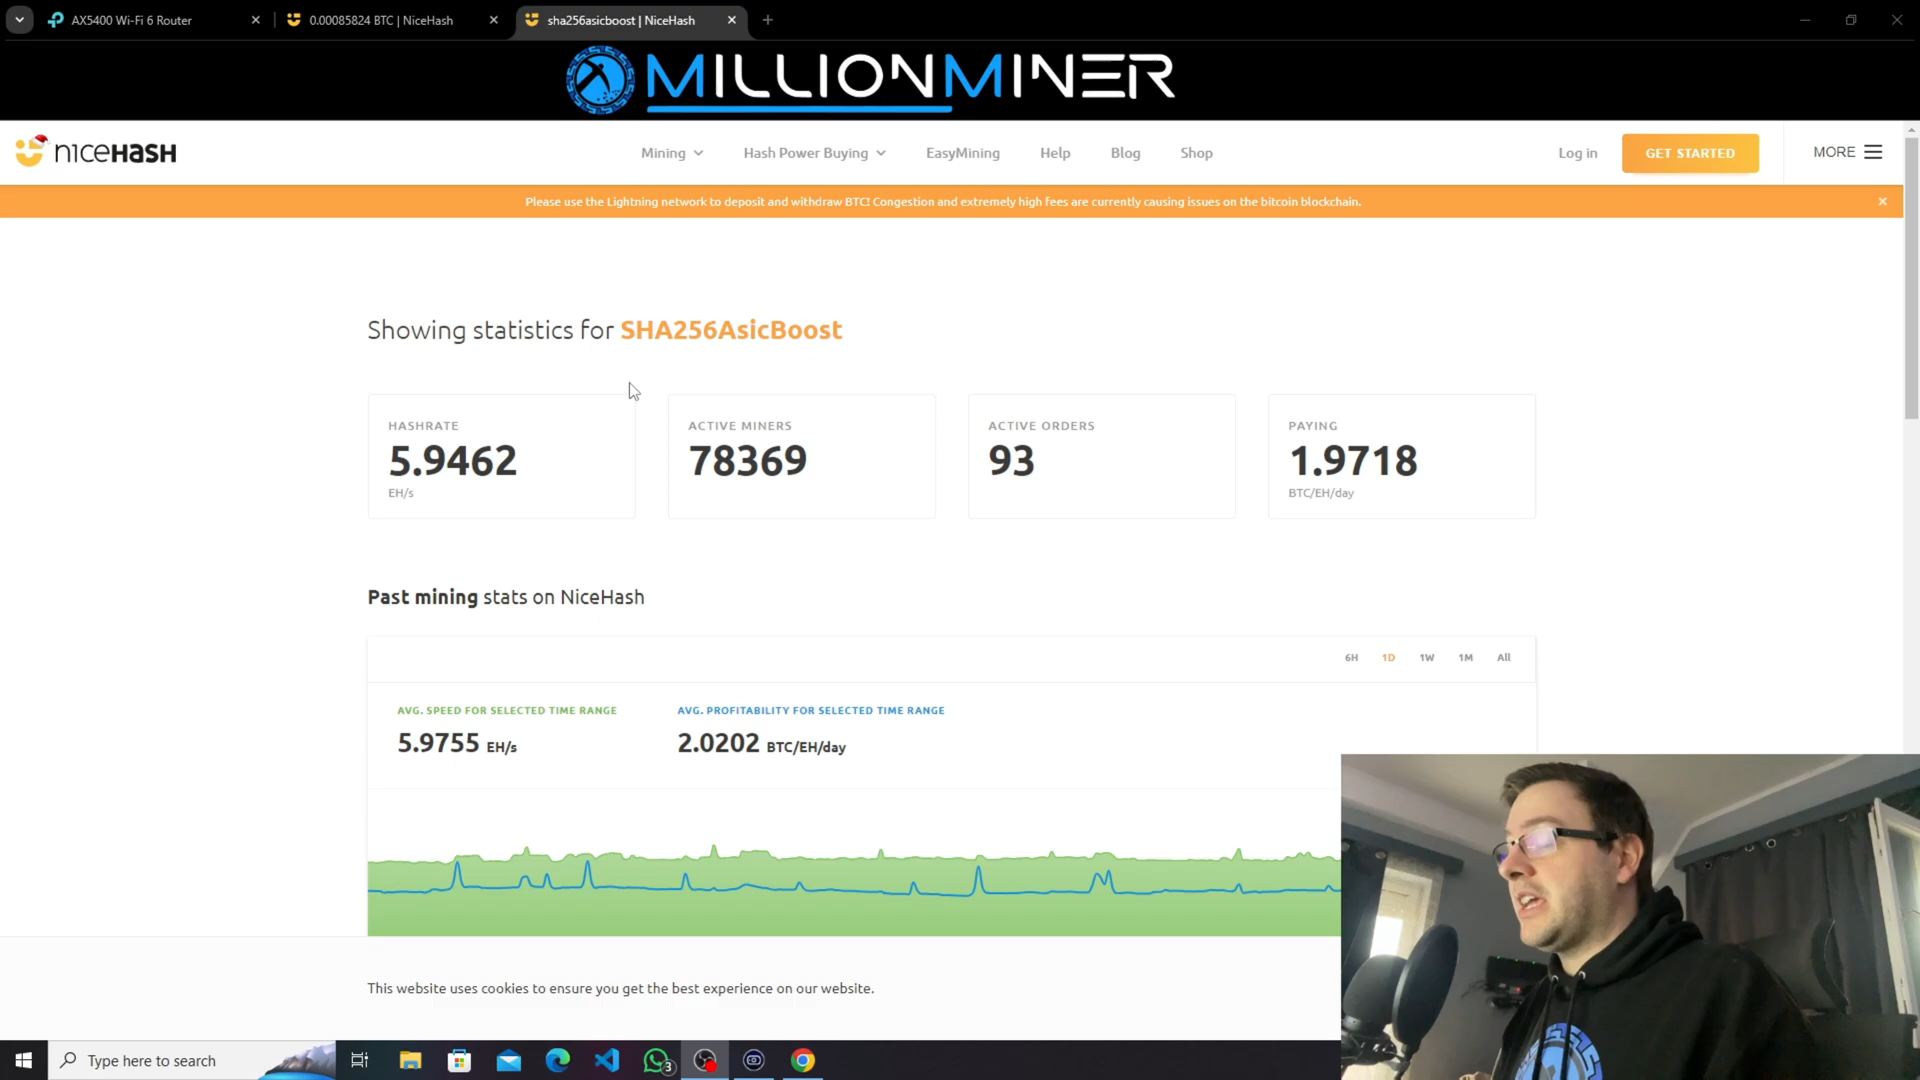 AX5400 Wi-Fi 6 Router
0.00085824 BTC | NiceHash
sha256asicboost | NiceHash
MILLIONMINER
niceHASH
Mining
Hash Power Buying
EasyMining
Help
Blog
Shop
Log in
GET STARTED
MORE
Please use the Lightning network to deposit and withdraw BTC! Congestion and extremely high fees are currently causing issues on the bitcoin blockchain.
Showing statistics for SHA256AsicBoost
HASHRATE
5.9462
EH/s
ACTIVE MINERS
78369
ACTIVE ORDERS
93
PAYING
1.9718
BTC/EH/day
Past mining stats on NiceHash
6H 1D 1W 1M All
AVG. SPEED FOR SELECTED TIME RANGE
5.9755 EH/s
AVG. PROFITABILITY FOR SELECTED TIME RANGE
2.0202 BTC/EH/day
This website uses cookies to ensure you get the best experience on our website.
Type here to search
3